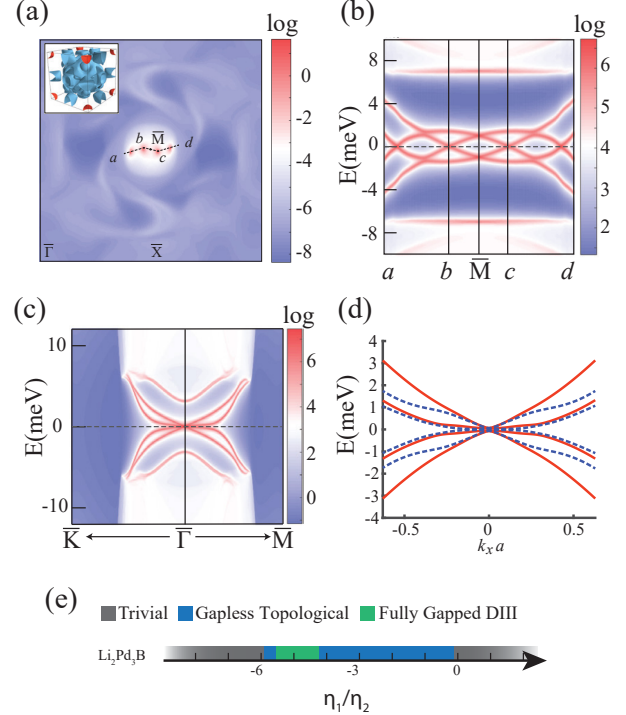 (a)
log
0
-2
-4
-6
-8
M̅
b
d
a
c
Γ̅
X̅
(b)
log
E(meV)
8
4
0
-4
-8
a
b
M̅
c
d
6
5
4
3
2
(c)
log
E(meV)
10
0
-10
K̅
Γ̅
M̅
6
4
2
0
(d)
E(meV)
4
3
2
1
0
-1
-2
-3
-4
-0.5
0
0.5
kₓa
(e)
Trivial Gapless Topological Fully Gapped DIII
Li₂Pd₃B
-6 -3 0
η₁/η₂